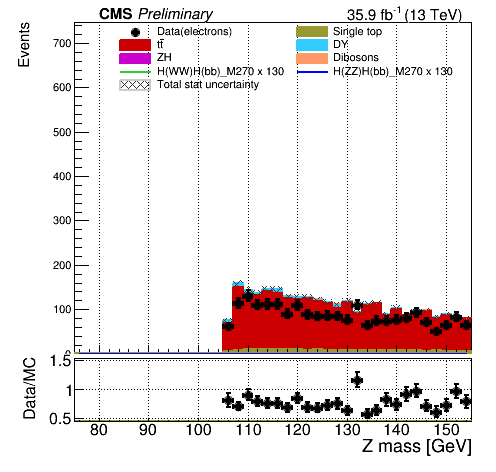 CMS Preliminary 35.9 fb⁻¹ (13 TeV)
Events
Data(electrons)
Single top
tt̄
DY
ZH
Dibosons
H(WW)H(bb)_M270 x 130
H(ZZ)H(bb)_M270 x 130
Total stat uncertainty
700
600
500
400
300
200
100
0
Data/MC
1.5
1
0.5
80 90 100 110 120 130 140 150
Z mass [GeV]